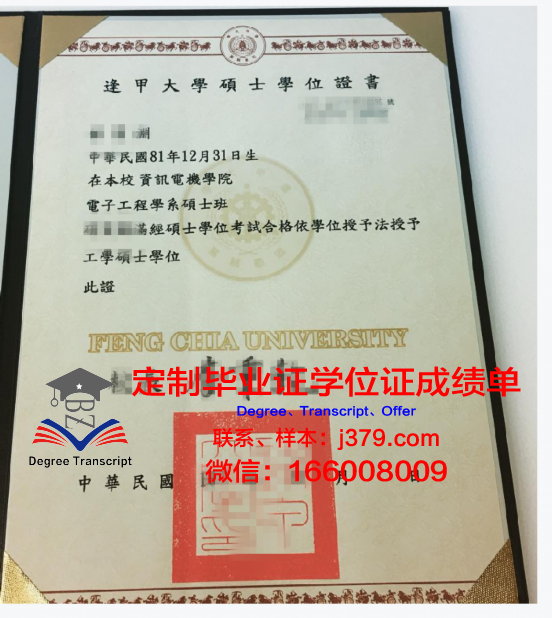 逢甲大學碩士學位證書
號
中華民國81年12月31日生
在本校 資訊電機學院
電子工程學系碩士班
經碩士學位考試合格依學位授予法授予
工學碩士學位
此證
FENG CHIA UNIVERSITY
定制毕业证学位证成绩单
Degree、Transcript、Offer
联系、样本：j379.com
微信：166008009
BZ
Degree Transcript
中華民國 月 日